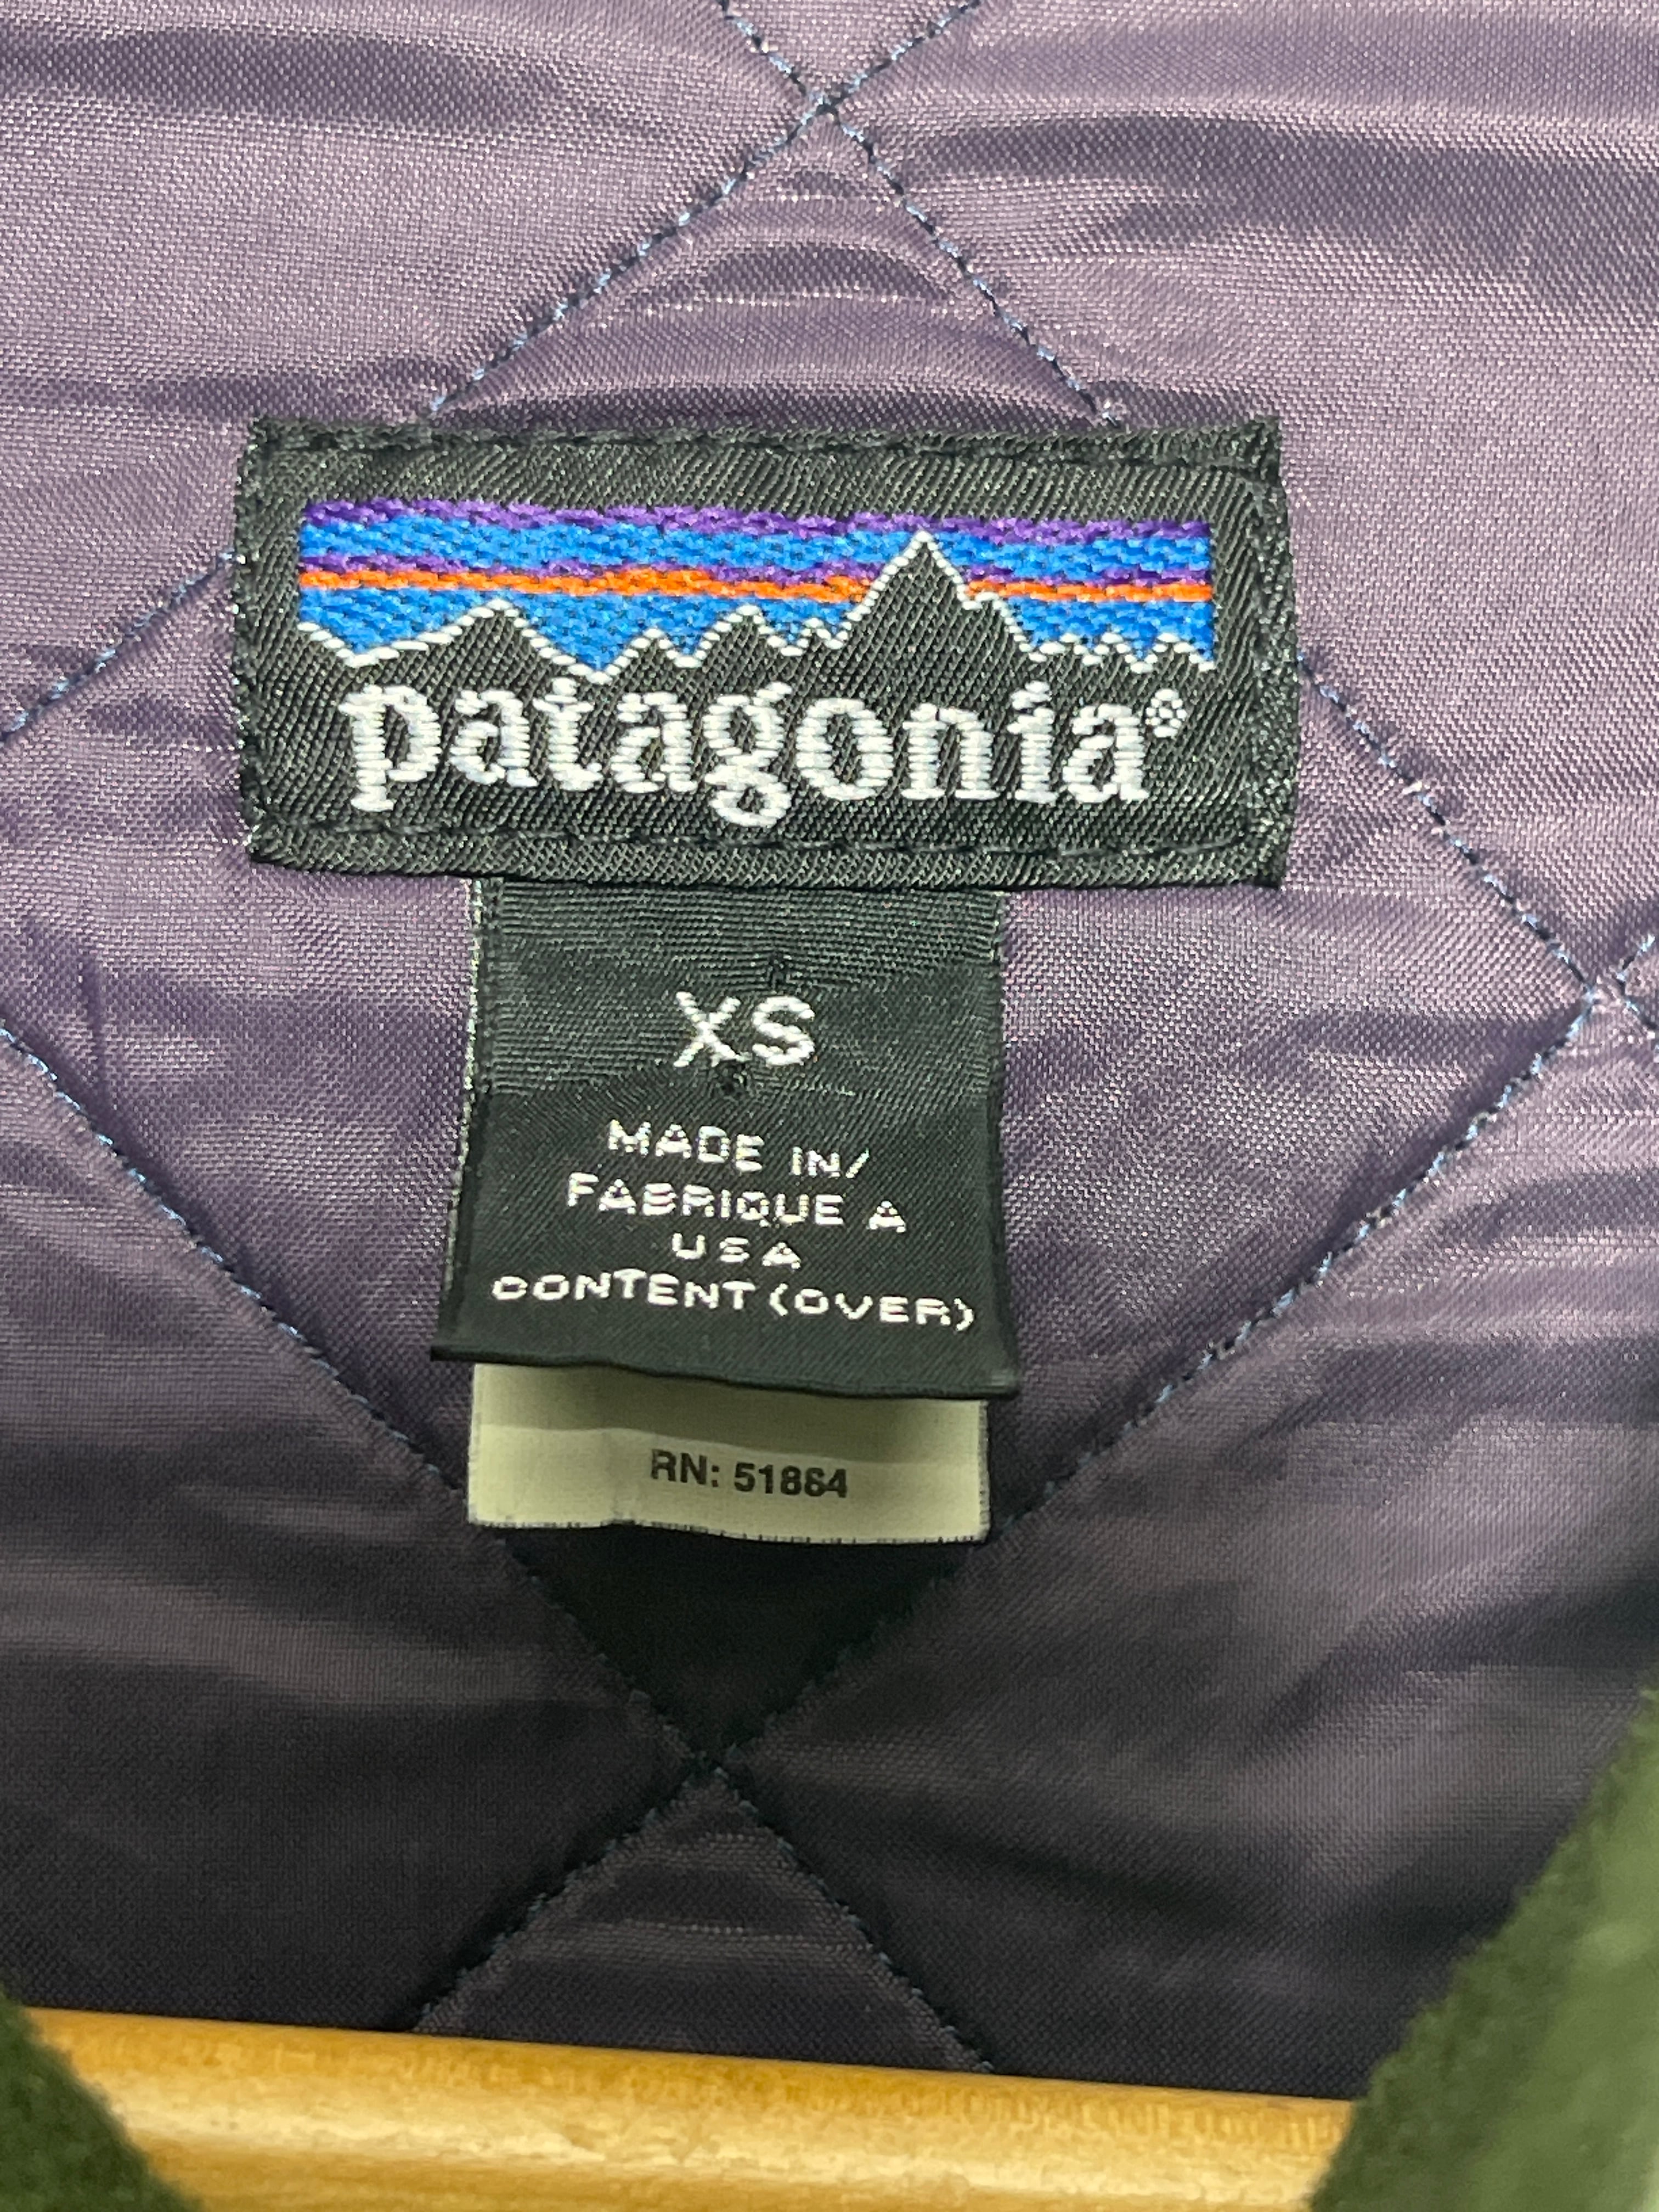 patagonia®
XS
MADE IN/
FABRIQUE A
USA
CONTENT (OVER)
RN: 51884